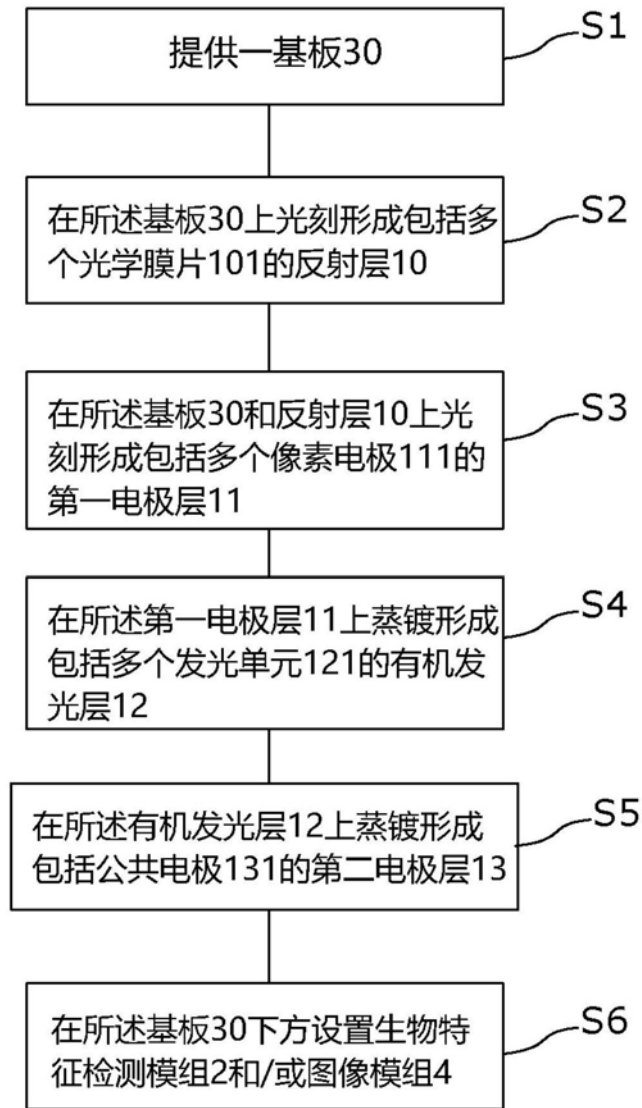 提供一基板30
S1
在所述基板30上光刻形成包括多
个光学膜片101的反射层10
S2
在所述基板30和反射层10上光
刻形成包括多个像素电极111的
第一电极层11
S3
在所述第一电极层11上蒸镀形成
包括多个发光单元121的有机发
光层12
S4
在所述有机发光层12上蒸镀形成
包括公共电极131的第二电极层13
S5
在所述基板30下方设置生物特
征检测模组2和/或图像模组4
S6